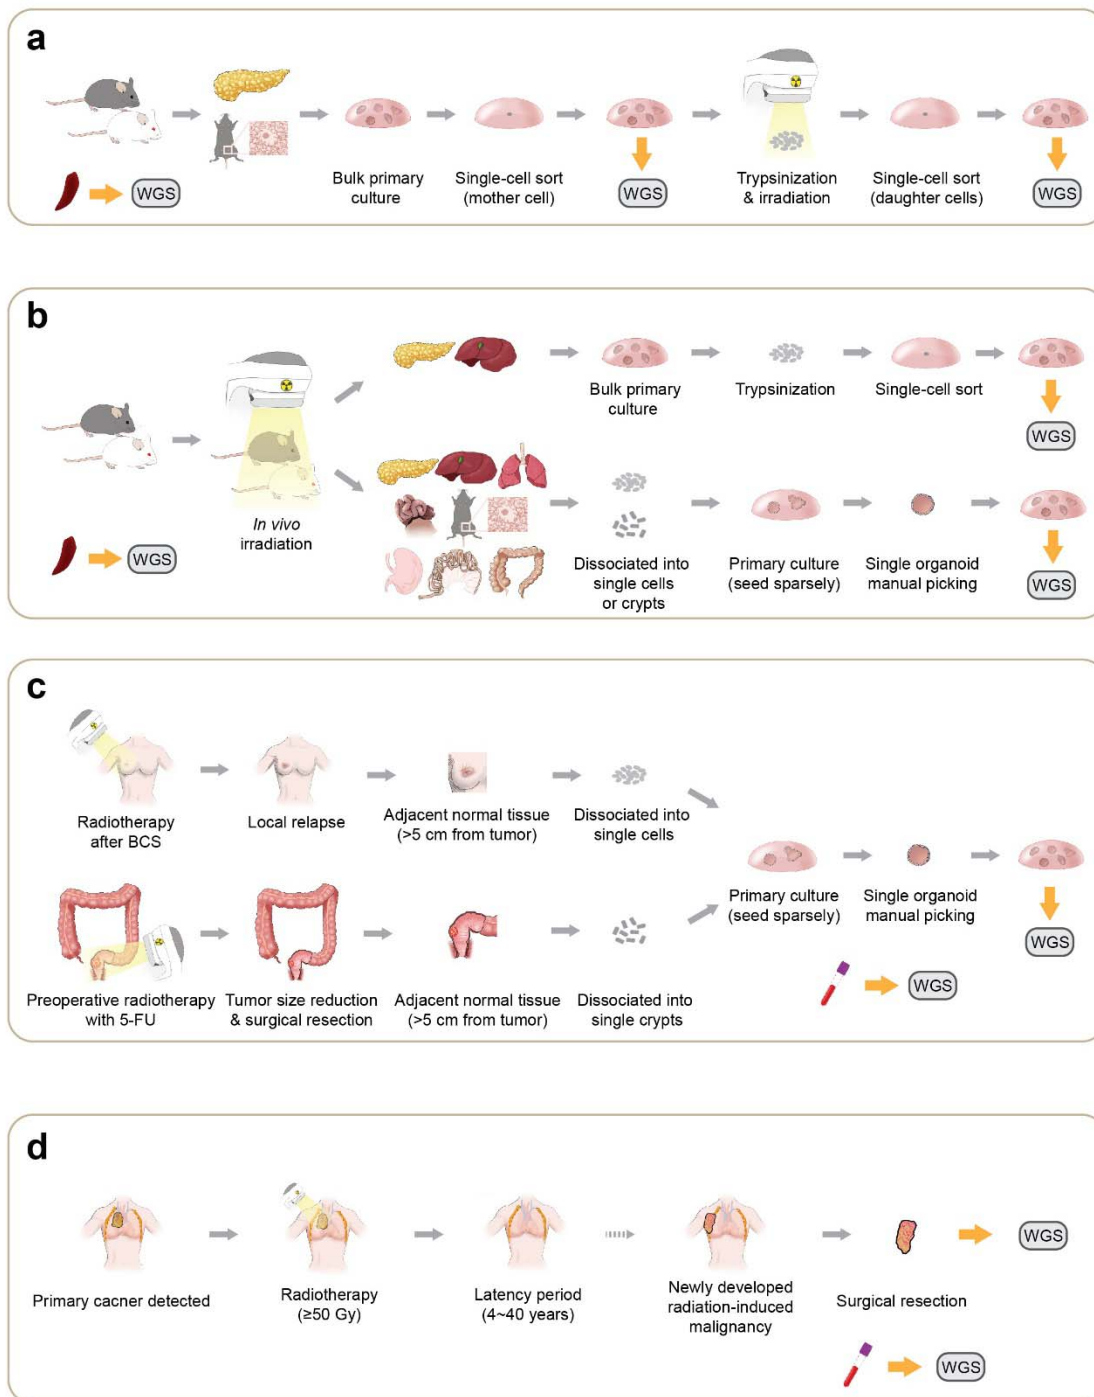 a
Bulk primary
culture
Single-cell sort
(mother cell)
Trypsinization
& irradiation
Single-cell sort
(daughter cells)
WGS
WGS
WGS
b
In vivo
irradiation
Bulk primary
culture
Trypsinization
Single-cell sort
WGS
WGS
Dissociated into
single cells
or crypts
Primary culture
(seed sparsely)
Single organoid
manual picking
WGS
c
Radiotherapy
after BCS
Local relapse
Adjacent normal tissue
(>5 cm from tumor)
Dissociated into
single cells
Primary culture
(seed sparsely)
Single organoid
manual picking
WGS
WGS
Preoperative radiotherapy
with 5-FU
Tumor size reduction
& surgical resection
Adjacent normal tissue
(>5 cm from tumor)
Dissociated into
single crypts
d
Primary cacner detected
Radiotherapy
(≥50 Gy)
Latency period
(4~40 years)
Newly developed
radiation-induced
malignancy
Surgical resection
WGS
WGS